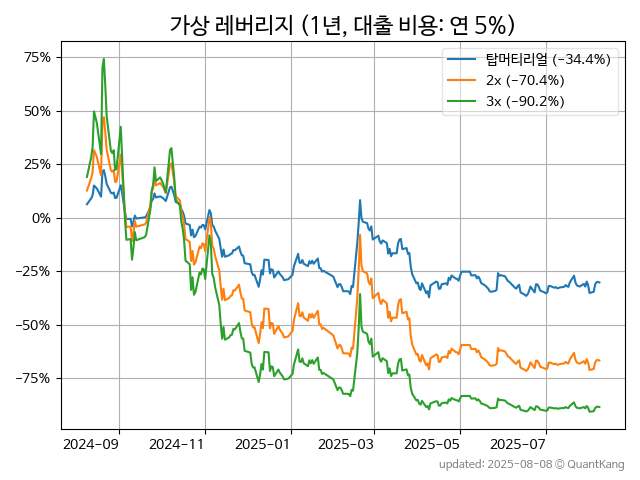 가상 레버리지 (1년, 대출 비용: 연 5%)
탑머티리얼 (−34.4%)
2x (−70.4%)
3x (−90.2%)
75%
50%
25%
0%
−25%
−50%
−75%
2024-09 2024-11 2025-01 2025-03 2025-05 2025-07
updated: 2025-08-08 © QuantKang